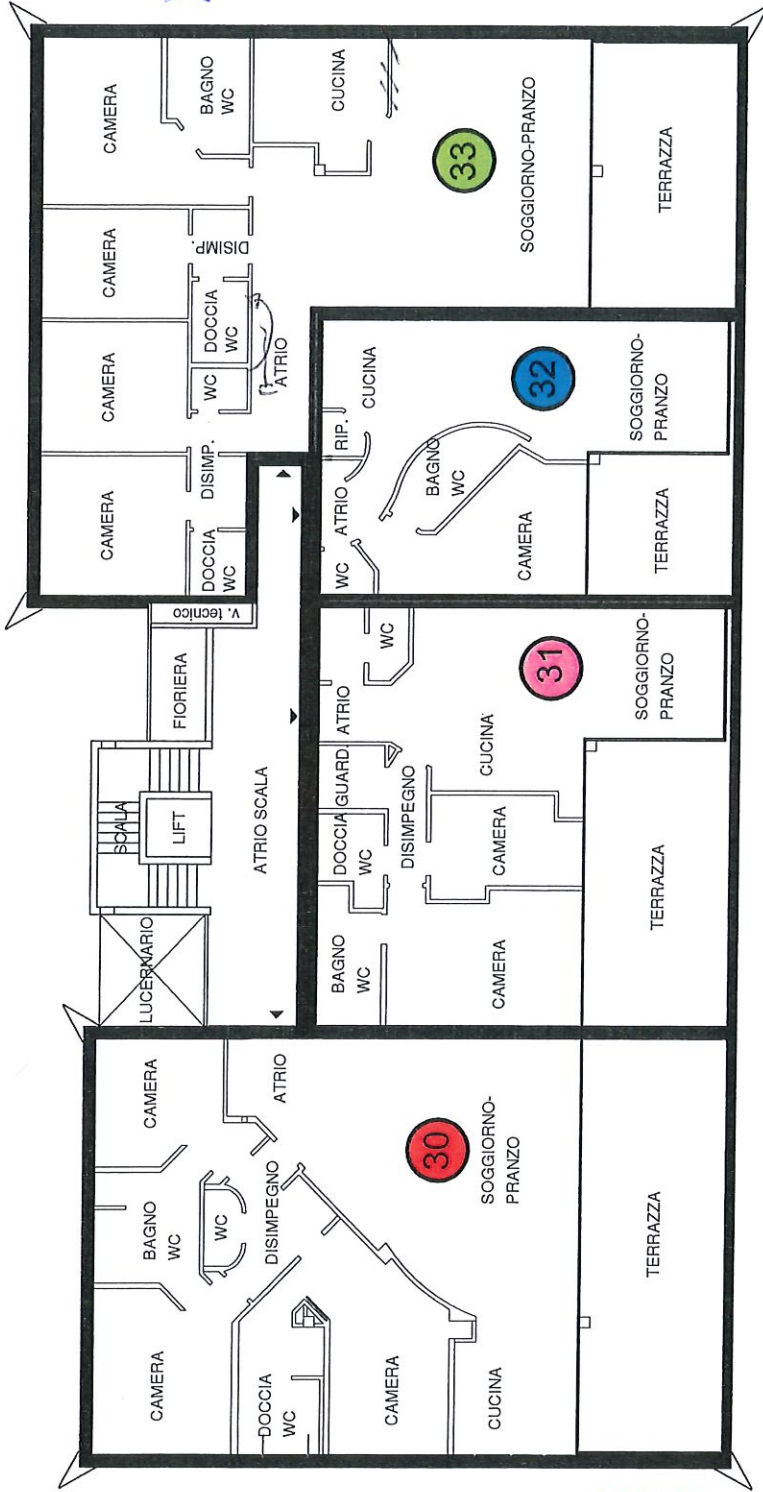 CAMERA
BAGNO
WC
CAMERA
WC
DOCCIA
WC
DISIMPEGNO
ATRIO
CAMERA
CUCINA
30
SOGGIORNO-
PRANZO
TERRAZZA
LUCERNARIO
SCALA
LIFT
FIORIERA
V. tecnico
ATRIO SCALA
BAGNO
WC
DOCCIA
WC
GUARD.
ATRIO
WC
DISIMPEGNO
CAMERA
CAMERA
CUCINA
31
SOGGIORNO-
PRANZO
TERRAZZA
WC
ATRIO
RIP.
CUCINA
BAGNO
WC
CAMERA
32
SOGGIORNO-
PRANZO
TERRAZZA
CAMERA
CAMERA
CAMERA
CAMERA
DOCCIA
WC
DISIMP.
WC
DOCCIA
WC
DISIMP.
BAGNO
WC
ATRIO
CUCINA
33
SOGGIORNO-PRANZO
TERRAZZA